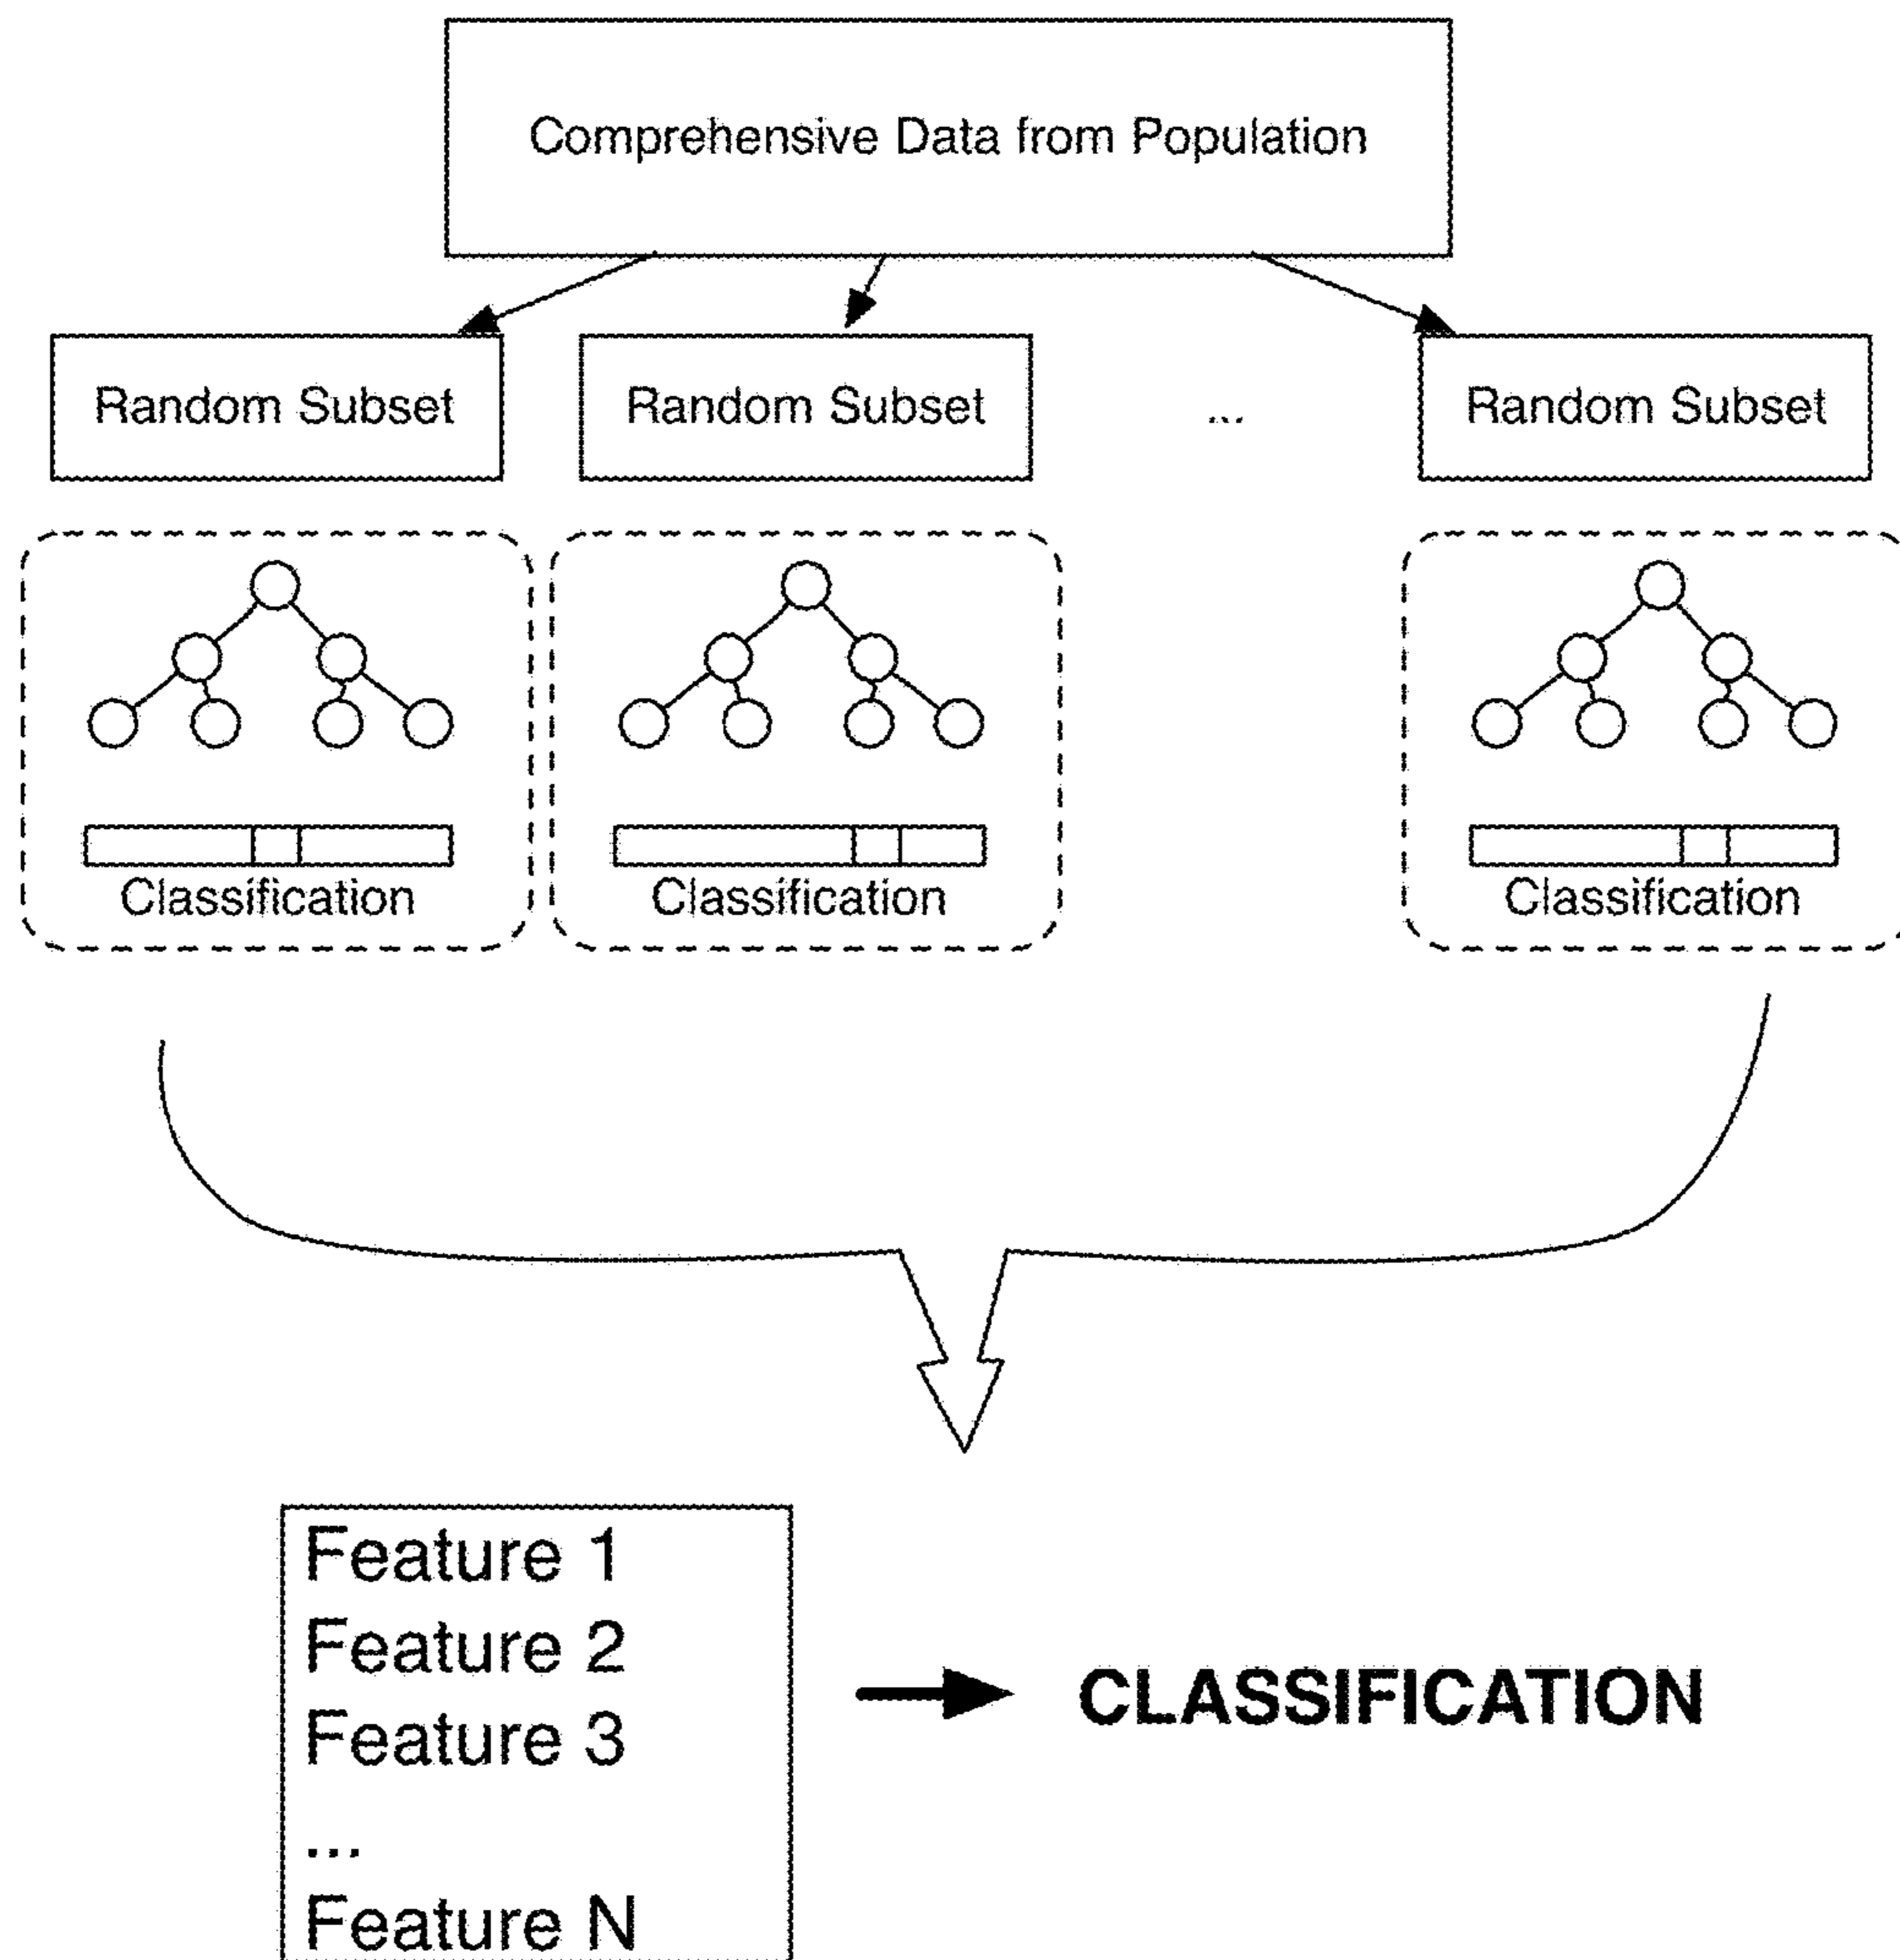 Comprehensive Data from Population
Random Subset
Random Subset
...
Random Subset
Classification
Classification
Classification
Feature 1
Feature 2
Feature 3
...
Feature N
CLASSIFICATION